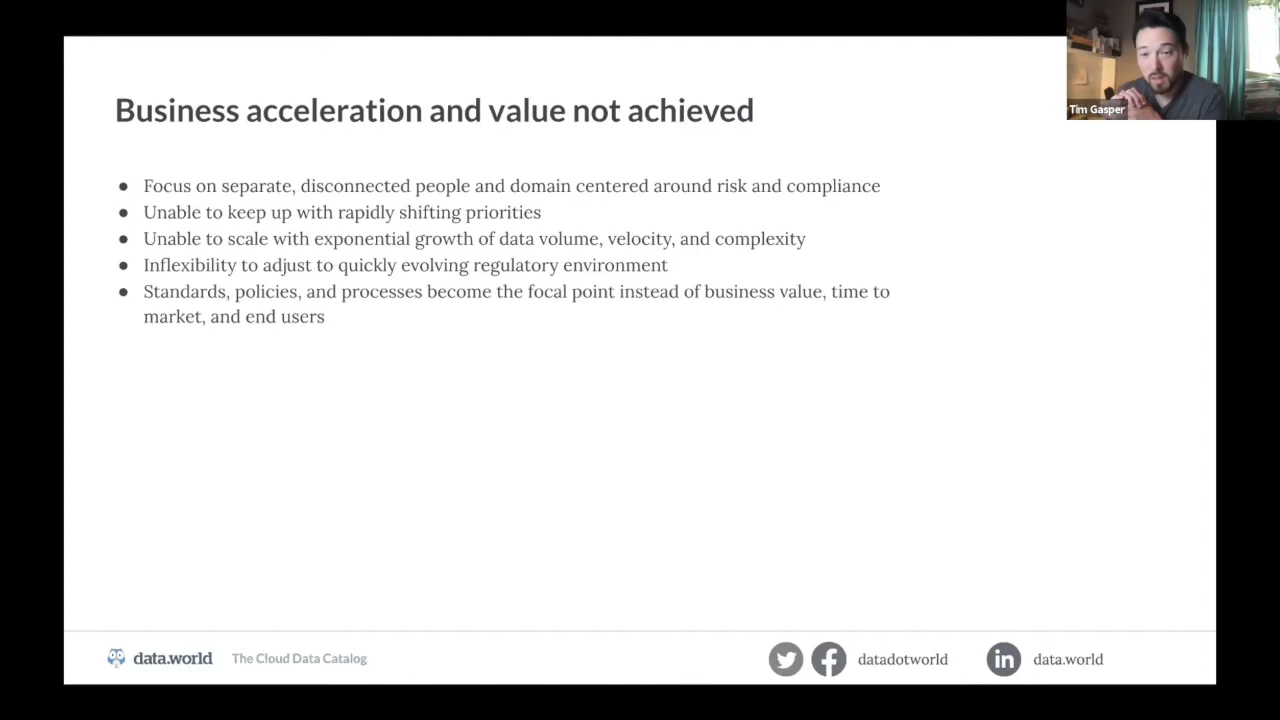 Tim Gasper
Business acceleration and value not achieved
● Focus on separate, disconnected people and domain centered around risk and compliance
● Unable to keep up with rapidly shifting priorities
● Unable to scale with exponential growth of data volume, velocity, and complexity
● Inflexibility to adjust to quickly evolving regulatory environment
● Standards, policies, and processes become the focal point instead of business value, time to
market, and end users
data.world The Cloud Data Catalog datadotworld in data.world